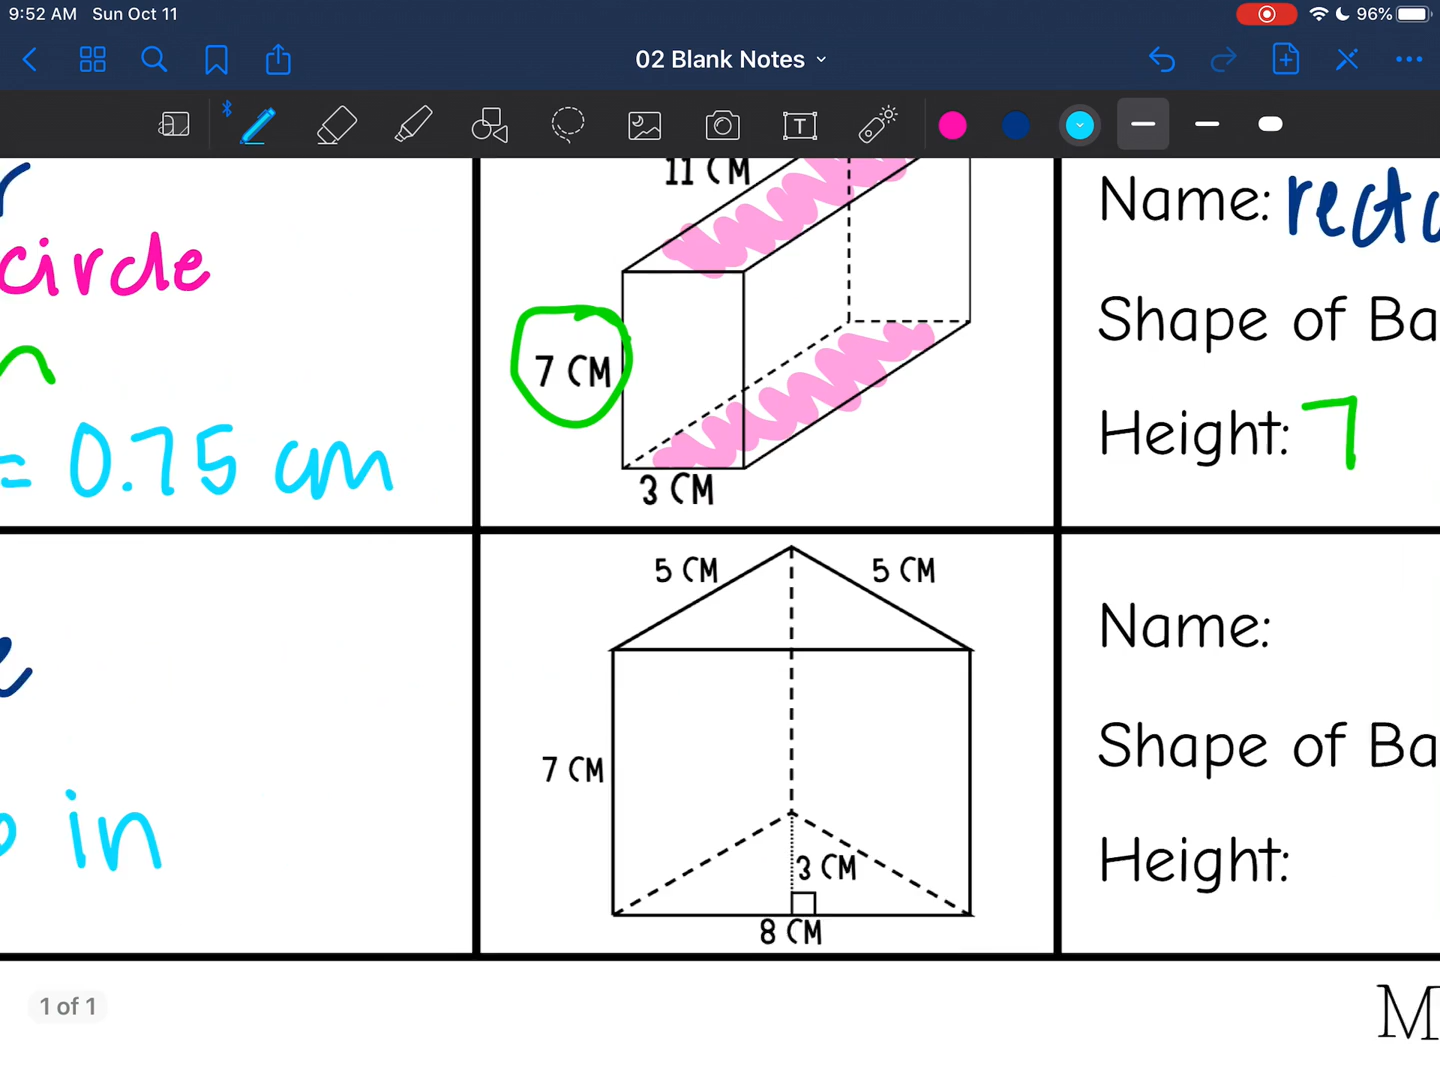 9:52 AM Sun Oct 11
96%
02 Blank Notes
T
circle
= 0.75 cm
in
11 CM
7 CM
3 CM
Name: recta
Shape of Ba
Height: 7
5 CM
5 CM
7 CM
3 CM
8 CM
Name:
Shape of Ba
Height:
1 of 1
M